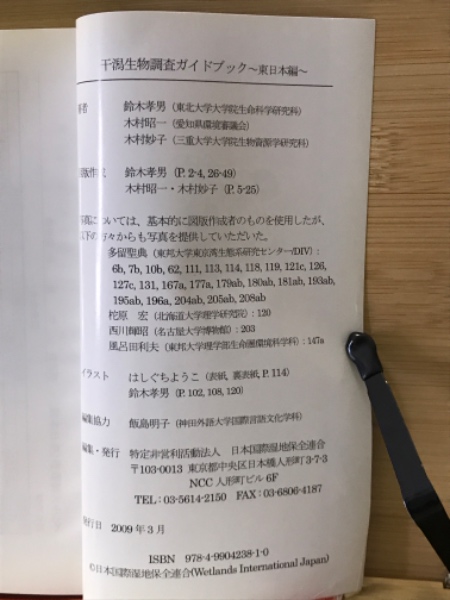 干潟生物調査ガイドブック～東日本編～
著者 鈴木孝男（東北大学大学院生命科学研究科）
木村昭一（愛知県環境審議会）
木村妙子（三重大学大学院生物資源学研究科）
図版作成 鈴木孝男（P. 2-4, 26-49）
木村昭一・木村妙子（P. 5-25）
写真については、基本的に図版作成者のものを使用したが、
以下の方々からも写真を提供していただいた。
多留聖典（東邦大学東京湾生態系研究センター/DIV）：
6b, 7b, 10b, 62, 111, 113, 114, 118, 119, 121c, 126,
127c, 131, 167a, 177a, 179ab, 180ab, 181ab, 193ab,
195ab, 196a, 204ab, 205ab, 208ab
柁原 宏（北海道大学理学研究院）：120
西川輝昭（名古屋大学博物館）：203
風呂田利夫（東邦大学理学部生命圏環境科学科）：147a
イラスト はしぐちようこ（表紙, 裏表紙, P. 114）
鈴木孝男（P. 102, 108, 120）
編集協力 飯島明子（神田外語大学国際言語文化学科）
編集・発行 特定非営利活動法人 日本国際湿地保全連合
〒103-0013 東京都中央区日本橋人形町 3-7-3
NCC 人形町ビル 6F
TEL：03-5614-2150 FAX：03-6806-4187
発行日 2009 年 3 月
ISBN 978-4-9904238-1-0
©日本国際湿地保全連合(Wetlands International Japan)